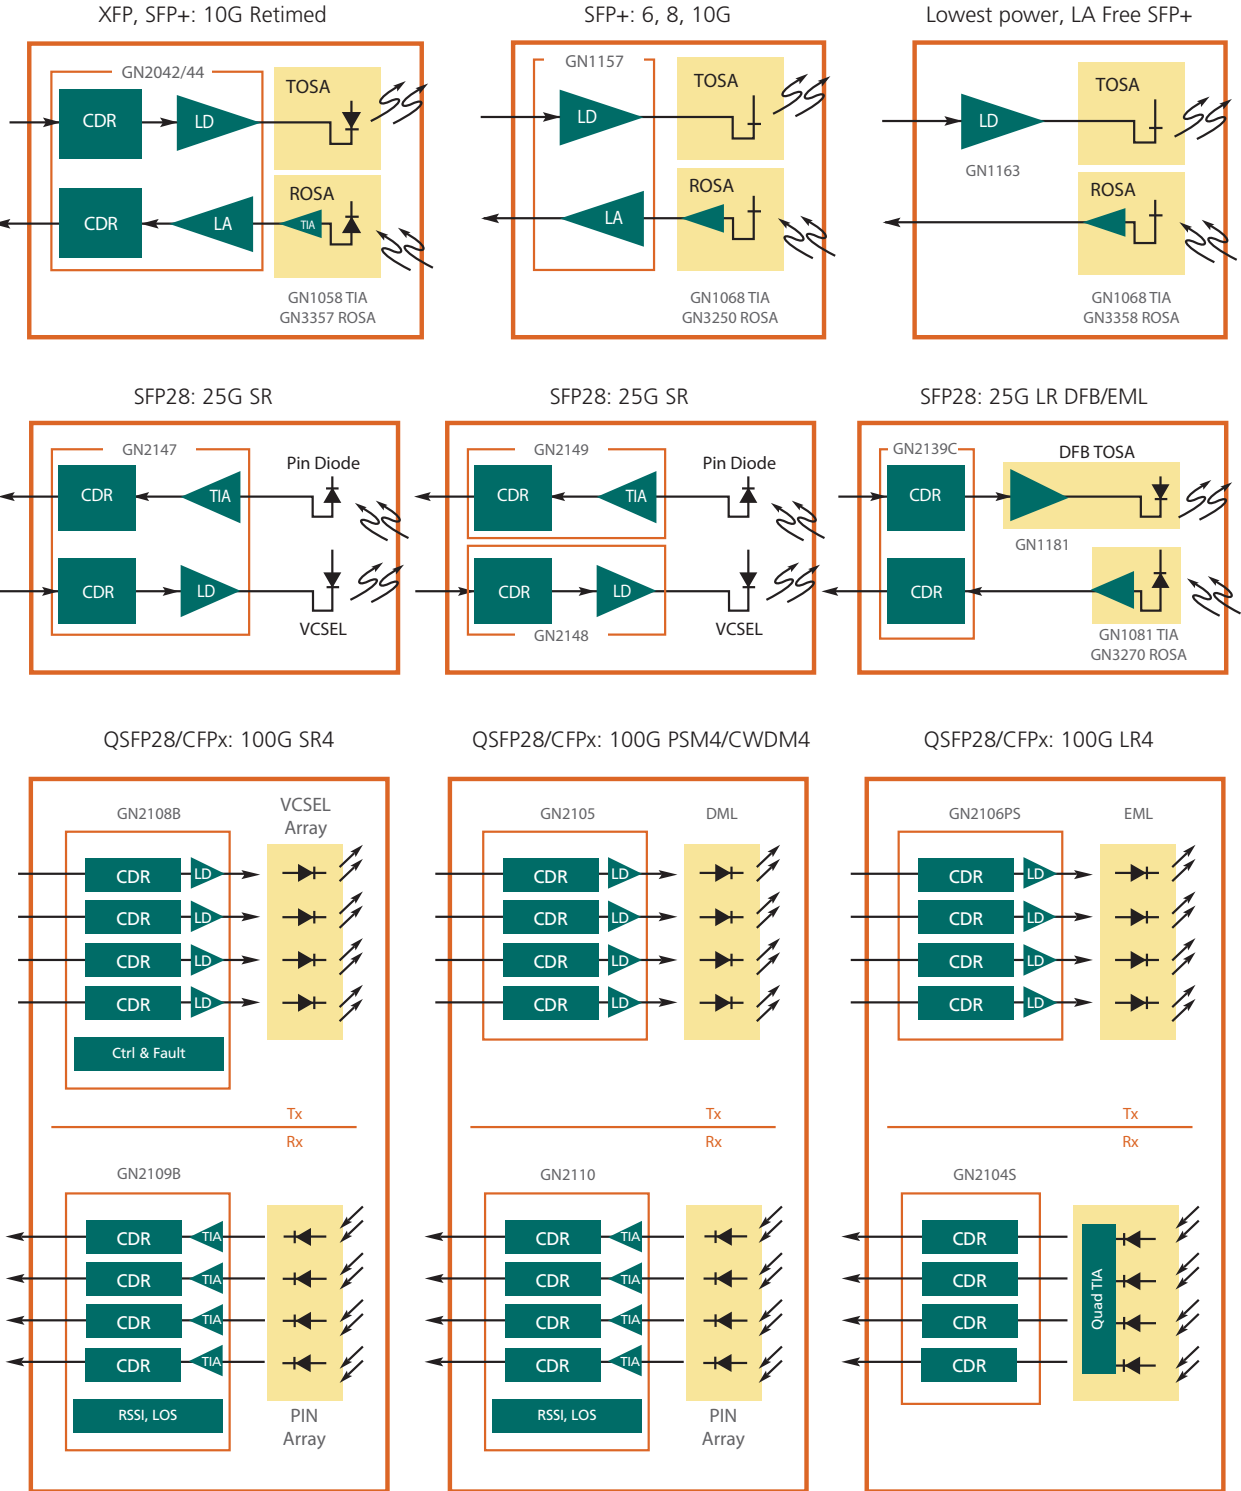 XFP, SFP+: 10G Retimed
GN2042/44
TOSA
CDR
LD
ROSA
CDR
LA
TIA
GN1058 TIA
GN3357 ROSA
SFP+: 6, 8, 10G
GN1157
TOSA
LD
ROSA
LA
GN1068 TIA
GN3250 ROSA
Lowest power, LA Free SFP+
TOSA
LD
GN1163
ROSA
GN1068 TIA
GN3358 ROSA
SFP28: 25G SR
GN2147
Pin Diode
CDR
TIA
CDR
LD
VCSEL
SFP28: 25G SR
GN2149
Pin Diode
CDR
TIA
CDR
LD
VCSEL
GN2148
SFP28: 25G LR DFB/EML
GN2139C
DFB TOSA
CDR
GN1181
CDR
GN1081 TIA
GN3270 ROSA
QSFP28/CFPx: 100G SR4
VCSEL
Array
GN2108B
CDR
LD
CDR
LD
CDR
LD
CDR
LD
Ctrl & Fault
Tx
Rx
GN2109B
CDR
TIA
CDR
TIA
CDR
TIA
CDR
TIA
RSSI, LOS
PIN
Array
QSFP28/CFPx: 100G PSM4/CWDM4
GN2105
DML
CDR
LD
CDR
LD
CDR
LD
CDR
LD
Tx
Rx
GN2110
CDR
TIA
CDR
TIA
CDR
TIA
CDR
TIA
RSSI, LOS
PIN
Array
QSFP28/CFPx: 100G LR4
GN2106PS
EML
CDR
LD
CDR
LD
CDR
LD
CDR
LD
Tx
Rx
GN2104S
CDR
CDR
CDR
CDR
Quad TIA